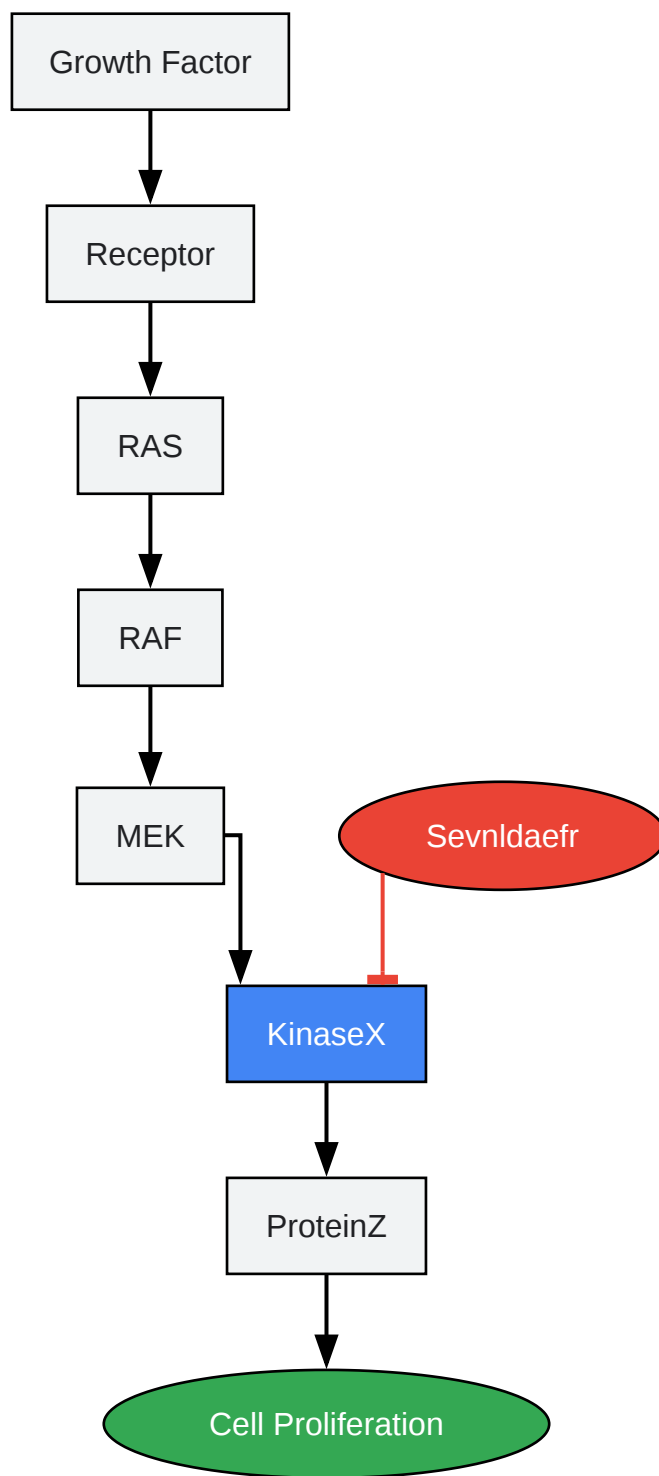 Growth Factor
Receptor
RAS
RAF
MEK
Sevnldaefr
KinaseX
ProteinZ
Cell Proliferation